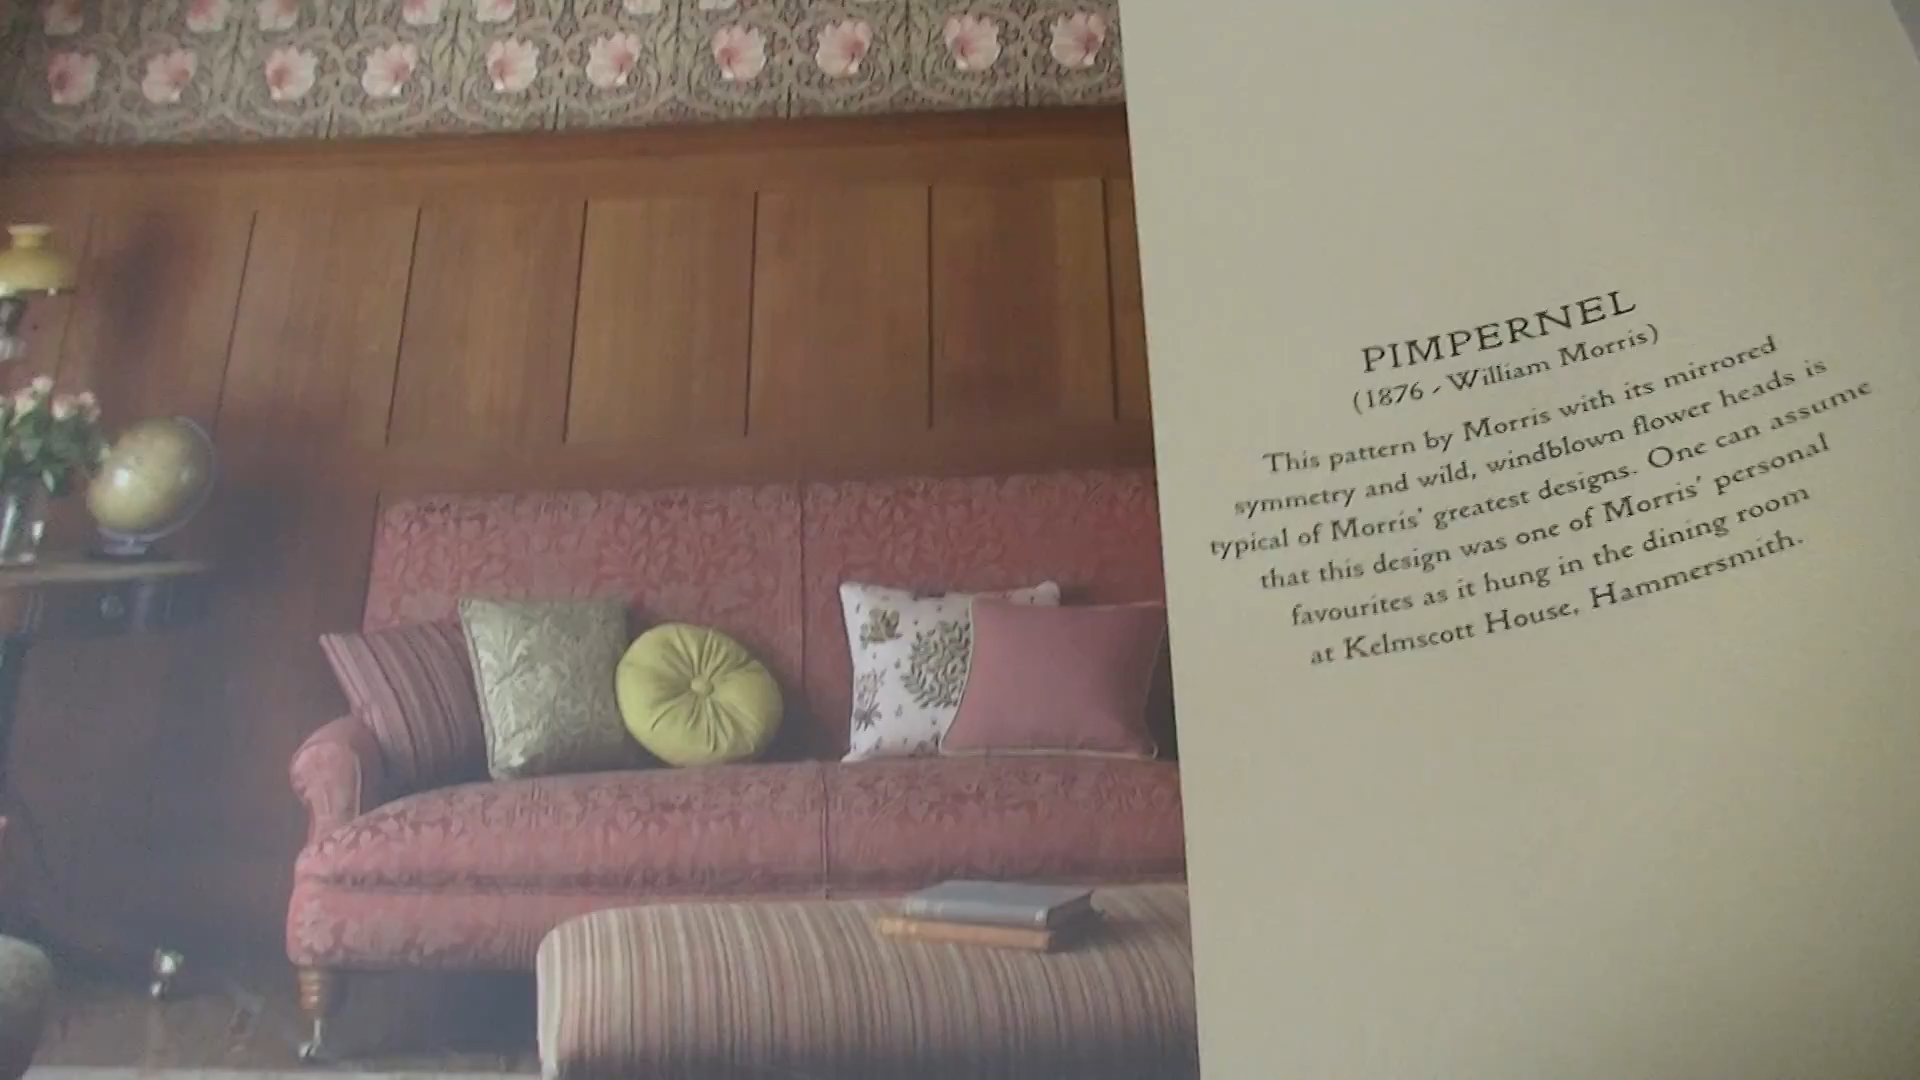 PIMPERNEL
(1876 - William Morris)
This pattern by Morris with its mirrored
symmetry and wild, windblown flower heads is
typical of Morris' greatest designs. One can assume
that this design was one of Morris' personal
favourites as it hung in the dining room
at Kelmscott House, Hammersmith.